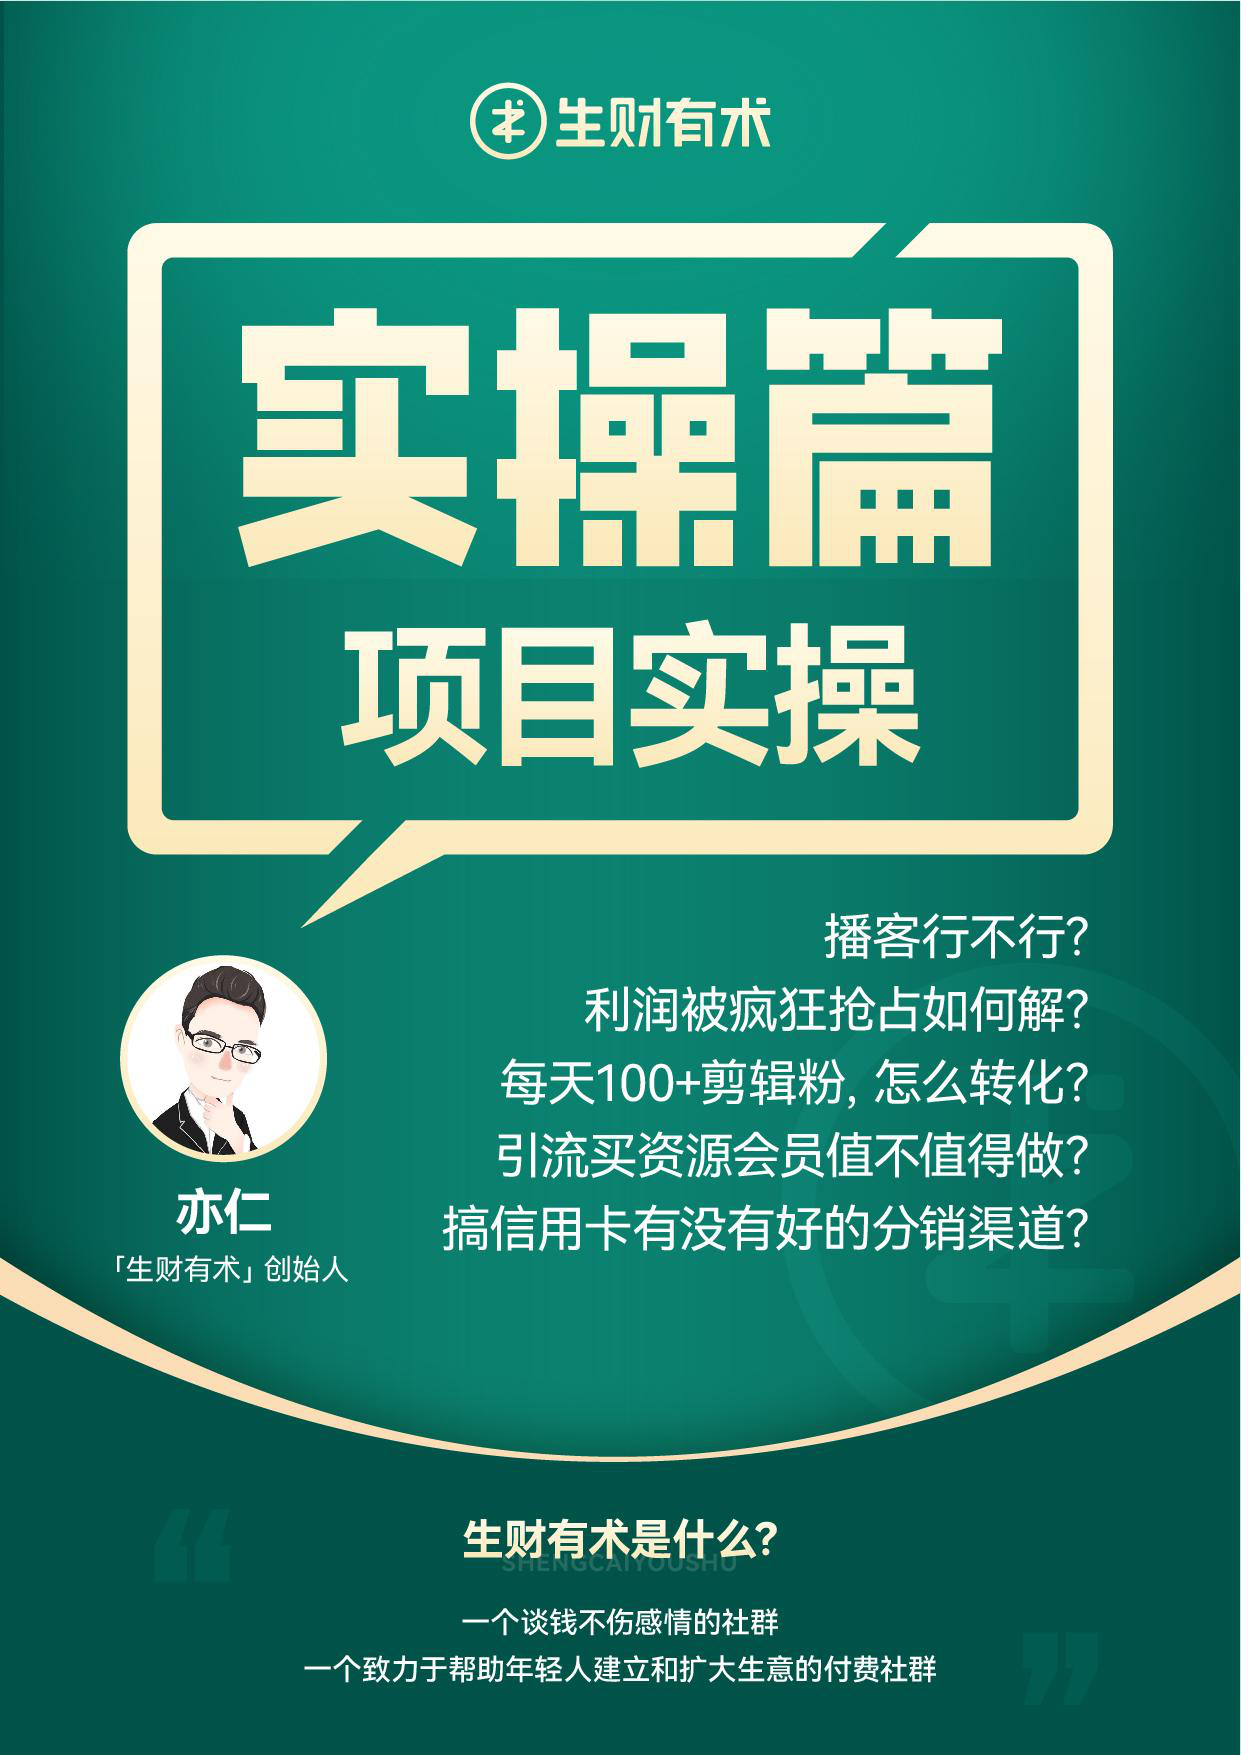 生财有术
实操篇
项目实操
播客行不行？
利润被疯狂抢占如何解？
每天100+剪辑粉，怎么转化？
引流买资源会员值不值得做？
搞信用卡有没有好的分销渠道？
亦仁
「生财有术」创始人
生财有术是什么？
SHENGCAIYOUSHU
一个谈钱不伤感情的社群
一个致力于帮助年轻人建立和扩大生意的付费社群